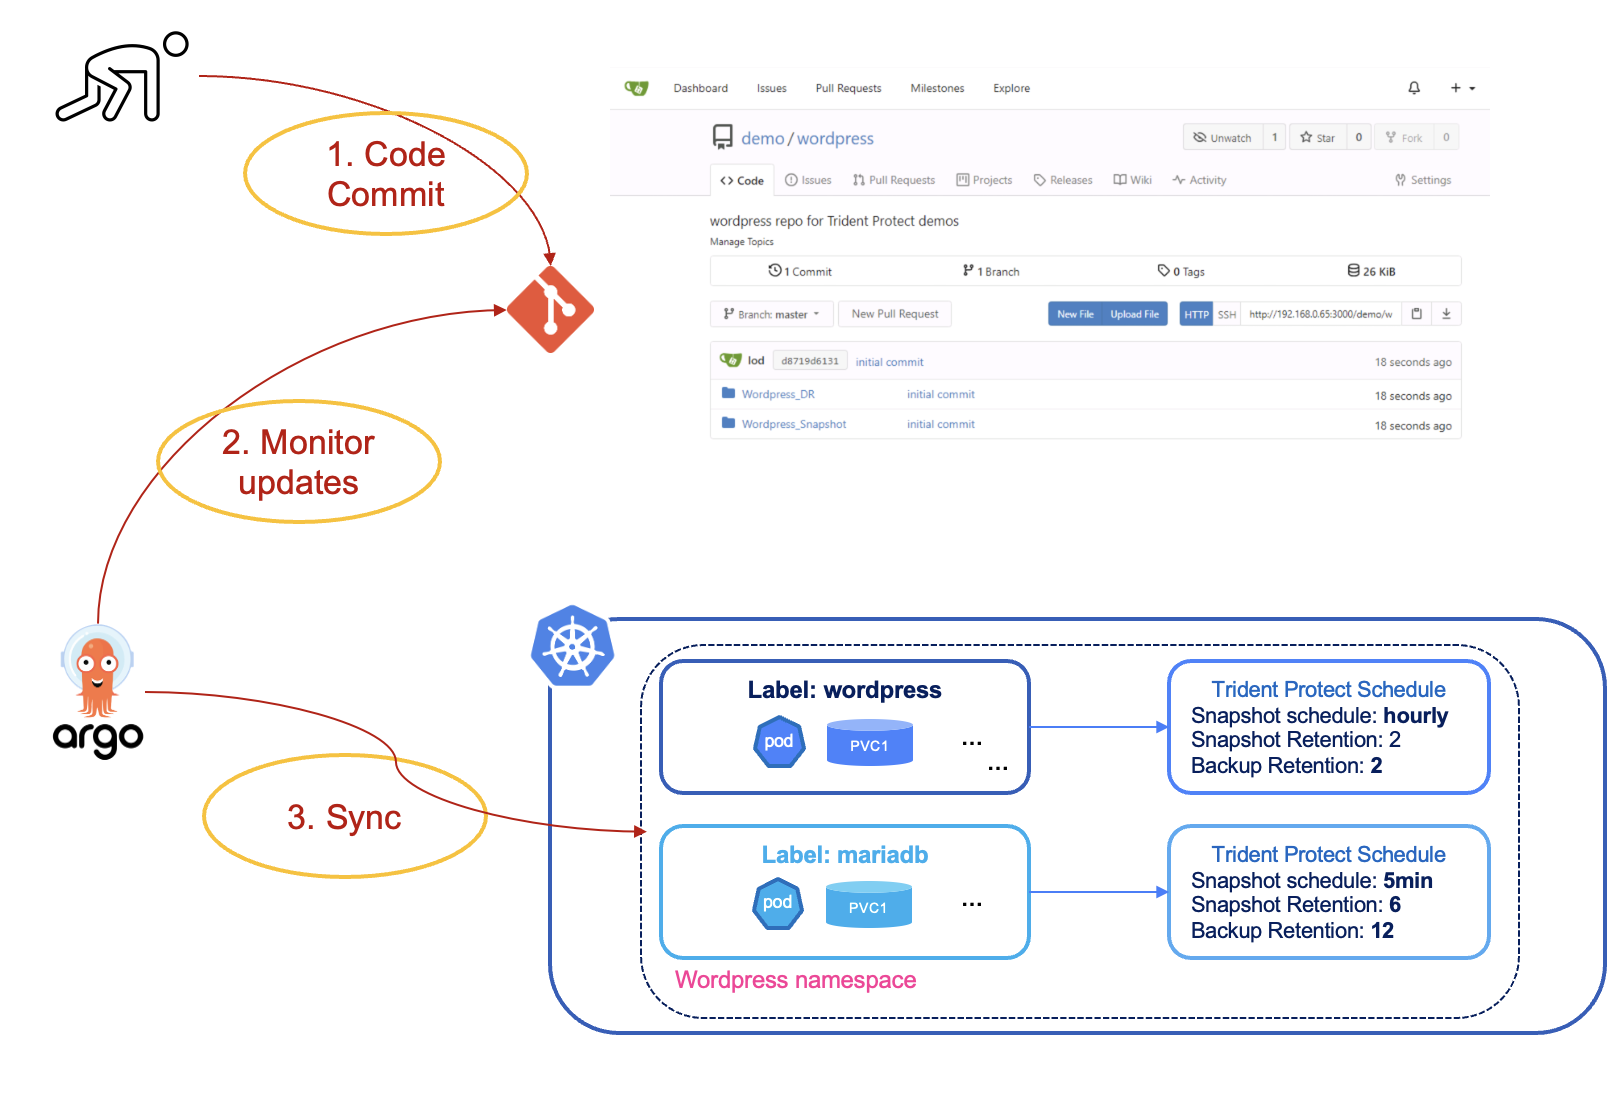 1. Code
Commit
Dashboard Issues Pull Requests Milestones Explore
demo/wordpress
Unwatch 1 Star 0 Fork 0
Code Issues Pull Requests Projects Releases Wiki Activity Settings
wordpress repo for Trident Protect demos
Manage Topics
1 Commit 1 Branch 0 Tags 26 KiB
Branch: master New Pull Request New File Upload File HTTP SSH http://192.168.0.65:3000/demo/w
lod d8719d6131 initial commit 18 seconds ago
Wordpress_DR initial commit 18 seconds ago
Wordpress_Snapshot initial commit 18 seconds ago
2. Monitor
updates
argo
3. Sync
Label: wordpress
pod PVC1 ...
...
Trident Protect Schedule
Snapshot schedule: hourly
Snapshot Retention: 2
Backup Retention: 2
Label: mariadb
pod PVC1 ...
Trident Protect Schedule
Snapshot schedule: 5min
Snapshot Retention: 6
Backup Retention: 12
Wordpress namespace